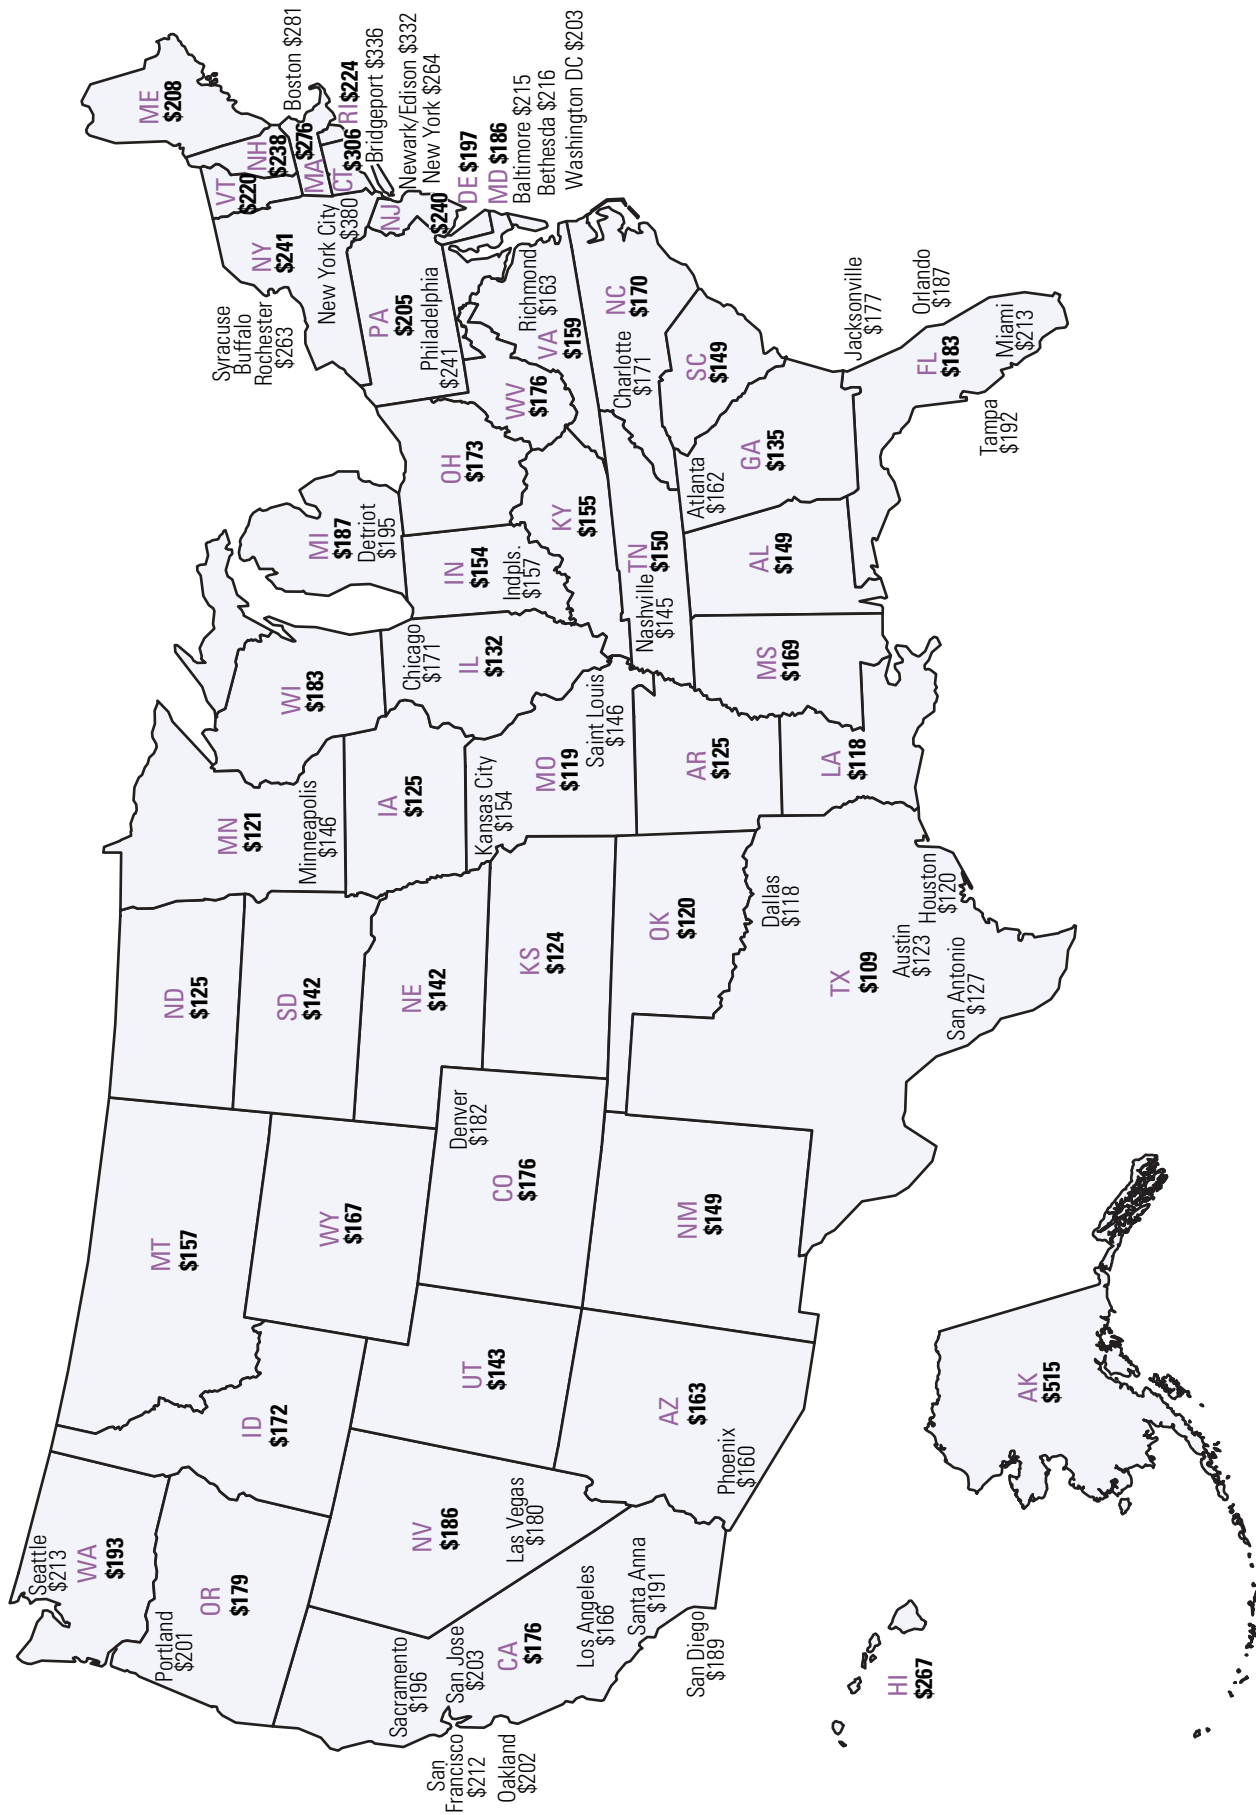 Seattle
$213
WA
$193
Portland
$201
OR
$179
ID
$172
MT
$157
WY
$167
ND
$125
SD
$142
NE
$142
KS
$124
MN
$121
Minneapolis
$146
IA
$125
WI
$183
MI
$187
Detriot
$195
Chicago
$171
IL
$132
IN
$154
Indpls.
$157
OH
$173
Kansas City
$154
MO
$119
Saint Louis
$146
KY
$155
WV
$176
Sacramento
$196
San
Francisco
$212
San Jose
$203
Oakland
$202
CA
$176
Los Angeles
$166
Santa Anna
$191
San Diego
$189
NV
$186
Las Vegas
$180
UT
$143
Denver
$182
CO
$176
AZ
$163
Phoenix
$160
NM
$149
OK
$120
TX
$109
Dallas
$118
Austin
$123
Houston
$120
San Antonio
$127
AR
$125
LA
$118
MS
$169
AL
$149
TN
$150
Nashville
$145
Atlanta
$162
GA
$135
SC
$149
Charlotte
$171
NC
$170
Richmond
$163
VA
$159
Jacksonville
$177
Orlando
$187
FL
$183
Tampa
$192
Miami
$213
Syracuse
Buffalo
Rochester
$263
NY
$241
New York City
$380
PA
$205
Philadelphia
$241
VT
$220
NH
$238
ME
$208
MA
$276
Boston $281
RI $224
CT
$306
Bridgeport $336
NJ
$240
Newark/Edison $332
New York $264
DE $197
MD $186
Baltimore $215
Bethesda $216
Washington DC $203
HI
$267
AK
$515